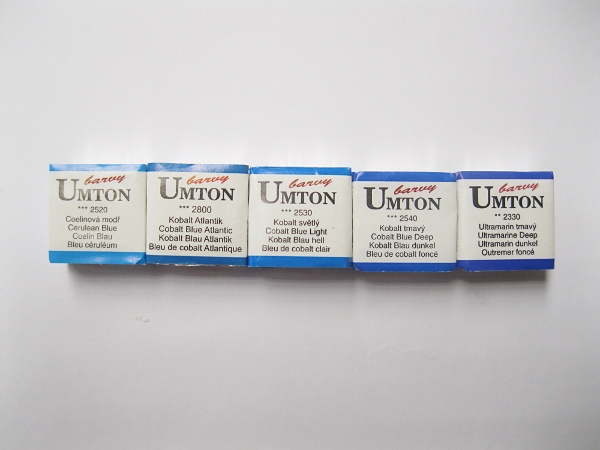 barvy
UMTON
*** 2520
Coelinová modř
Cerulean Blue
Coelin Blau
Bleu céruléum
barvy
UMTON
*** 2800
Kobalt Atlantik
Cobalt Blue Atlantic
Kobalt Blau Atlantik
Bleu de cobalt Atlantique
barvy
UMTON
*** 2530
Kobalt světlý
Cobalt Blue Light
Kobalt Blau hell
Bleu de cobalt clair
barvy
UMTON
*** 2540
Kobalt tmavý
Cobalt Blue Deep
Kobalt Blau dunkel
Bleu de cobalt foncé
barvy
UMTON
** 2330
Ultramarin tmavý
Ultramarine Deep
Ultramarin dunkel
Outremer foncé